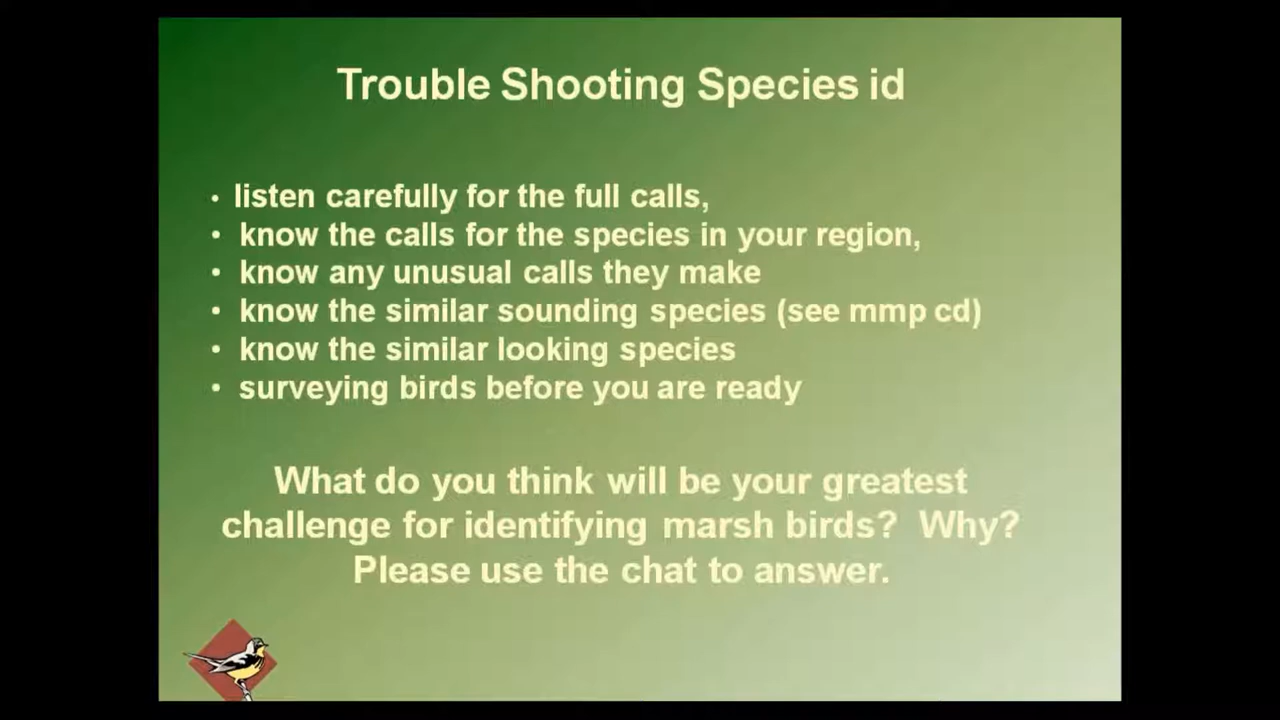 Trouble Shooting Species id
• listen carefully for the full calls,
• know the calls for the species in your region,
• know any unusual calls they make
• know the similar sounding species (see mmp cd)
• know the similar looking species
• surveying birds before you are ready
What do you think will be your greatest
challenge for identifying marsh birds?  Why?
Please use the chat to answer.